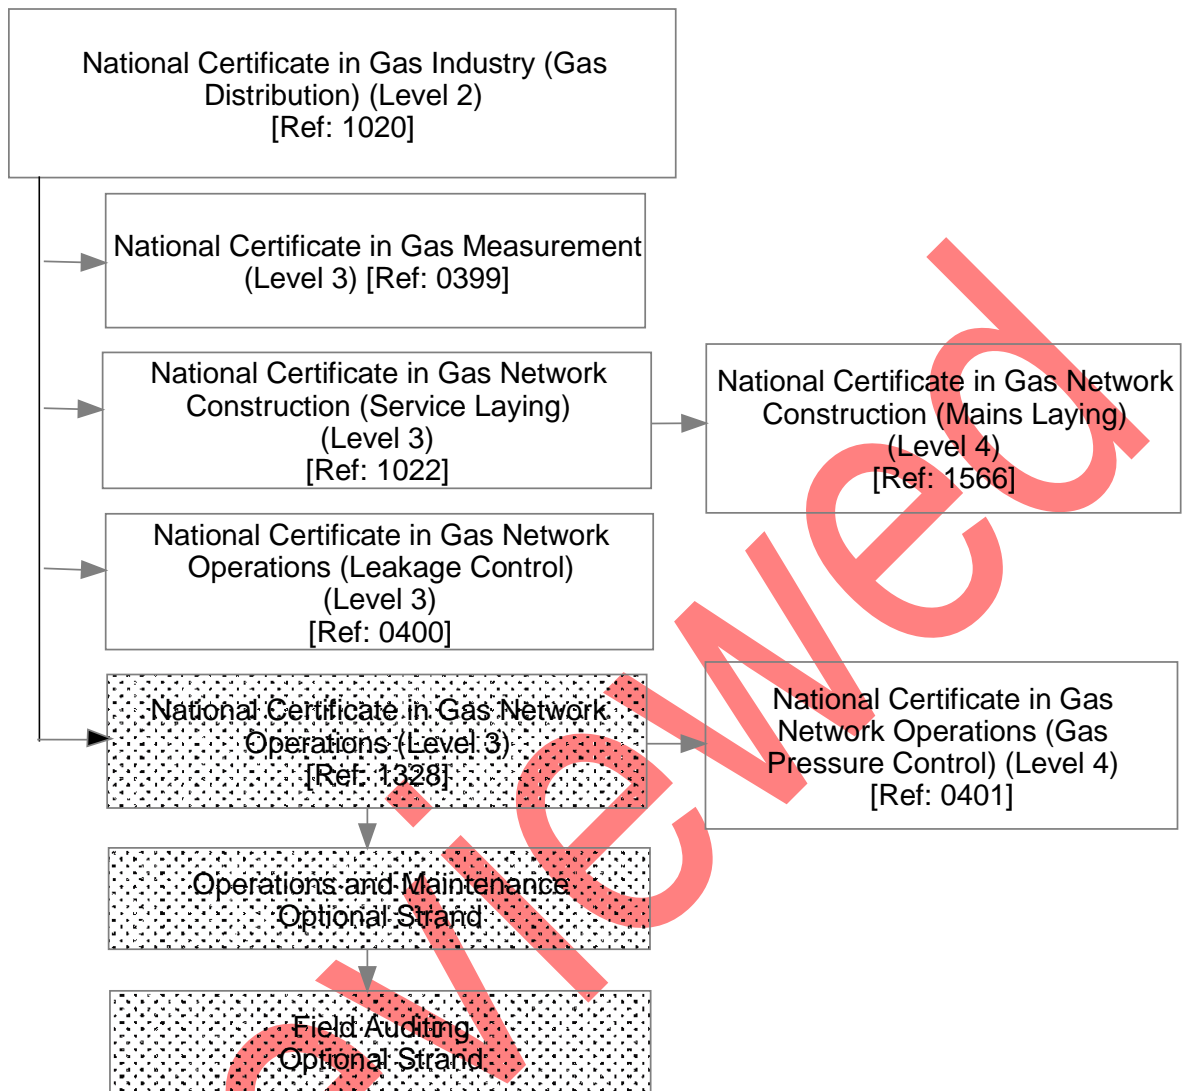 National Certificate in Gas Industry (Gas
Distribution) (Level 2)
[Ref: 1020]
National Certificate in Gas Measurement
(Level 3) [Ref: 0399]
National Certificate in Gas Network
Construction (Service Laying)
(Level 3)
[Ref: 1022]
National Certificate in Gas Network
Construction (Mains Laying)
(Level 4)
[Ref: 1566]
National Certificate in Gas Network
Operations (Leakage Control)
(Level 3)
[Ref: 0400]
National Certificate in Gas Network
Operations (Level 3)
[Ref: 1328]
National Certificate in Gas
Network Operations (Gas
Pressure Control) (Level 4)
[Ref: 0401]
Operations and Maintenance
Optional Strand
Field Auditing
Optional Strand
eviewed